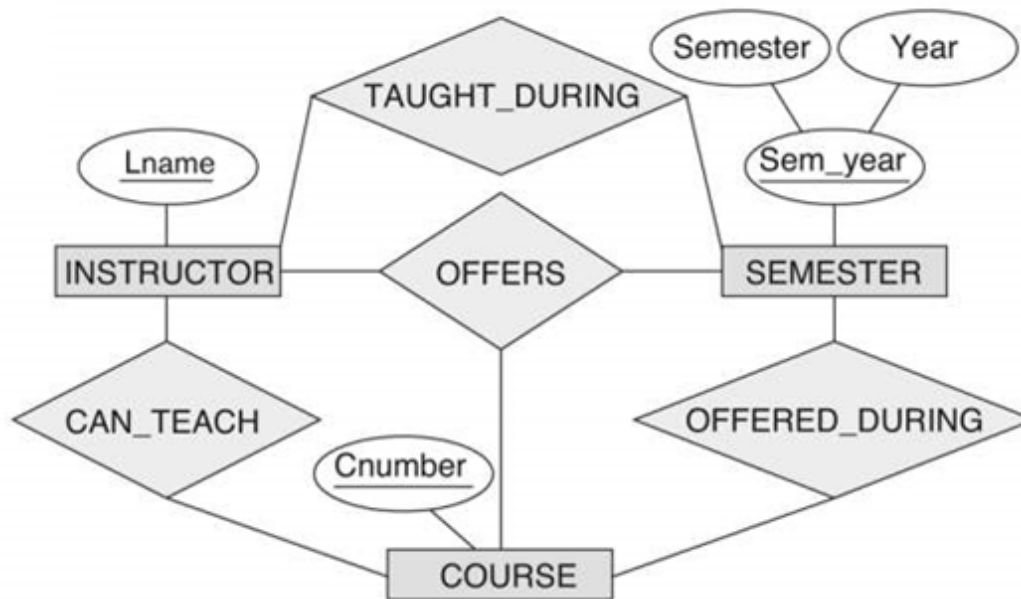 Semester
Year
TAUGHT_DURING
Lname
Sem_year
INSTRUCTOR
OFFERS
SEMESTER
CAN_TEACH
OFFERED_DURING
Cnumber
COURSE